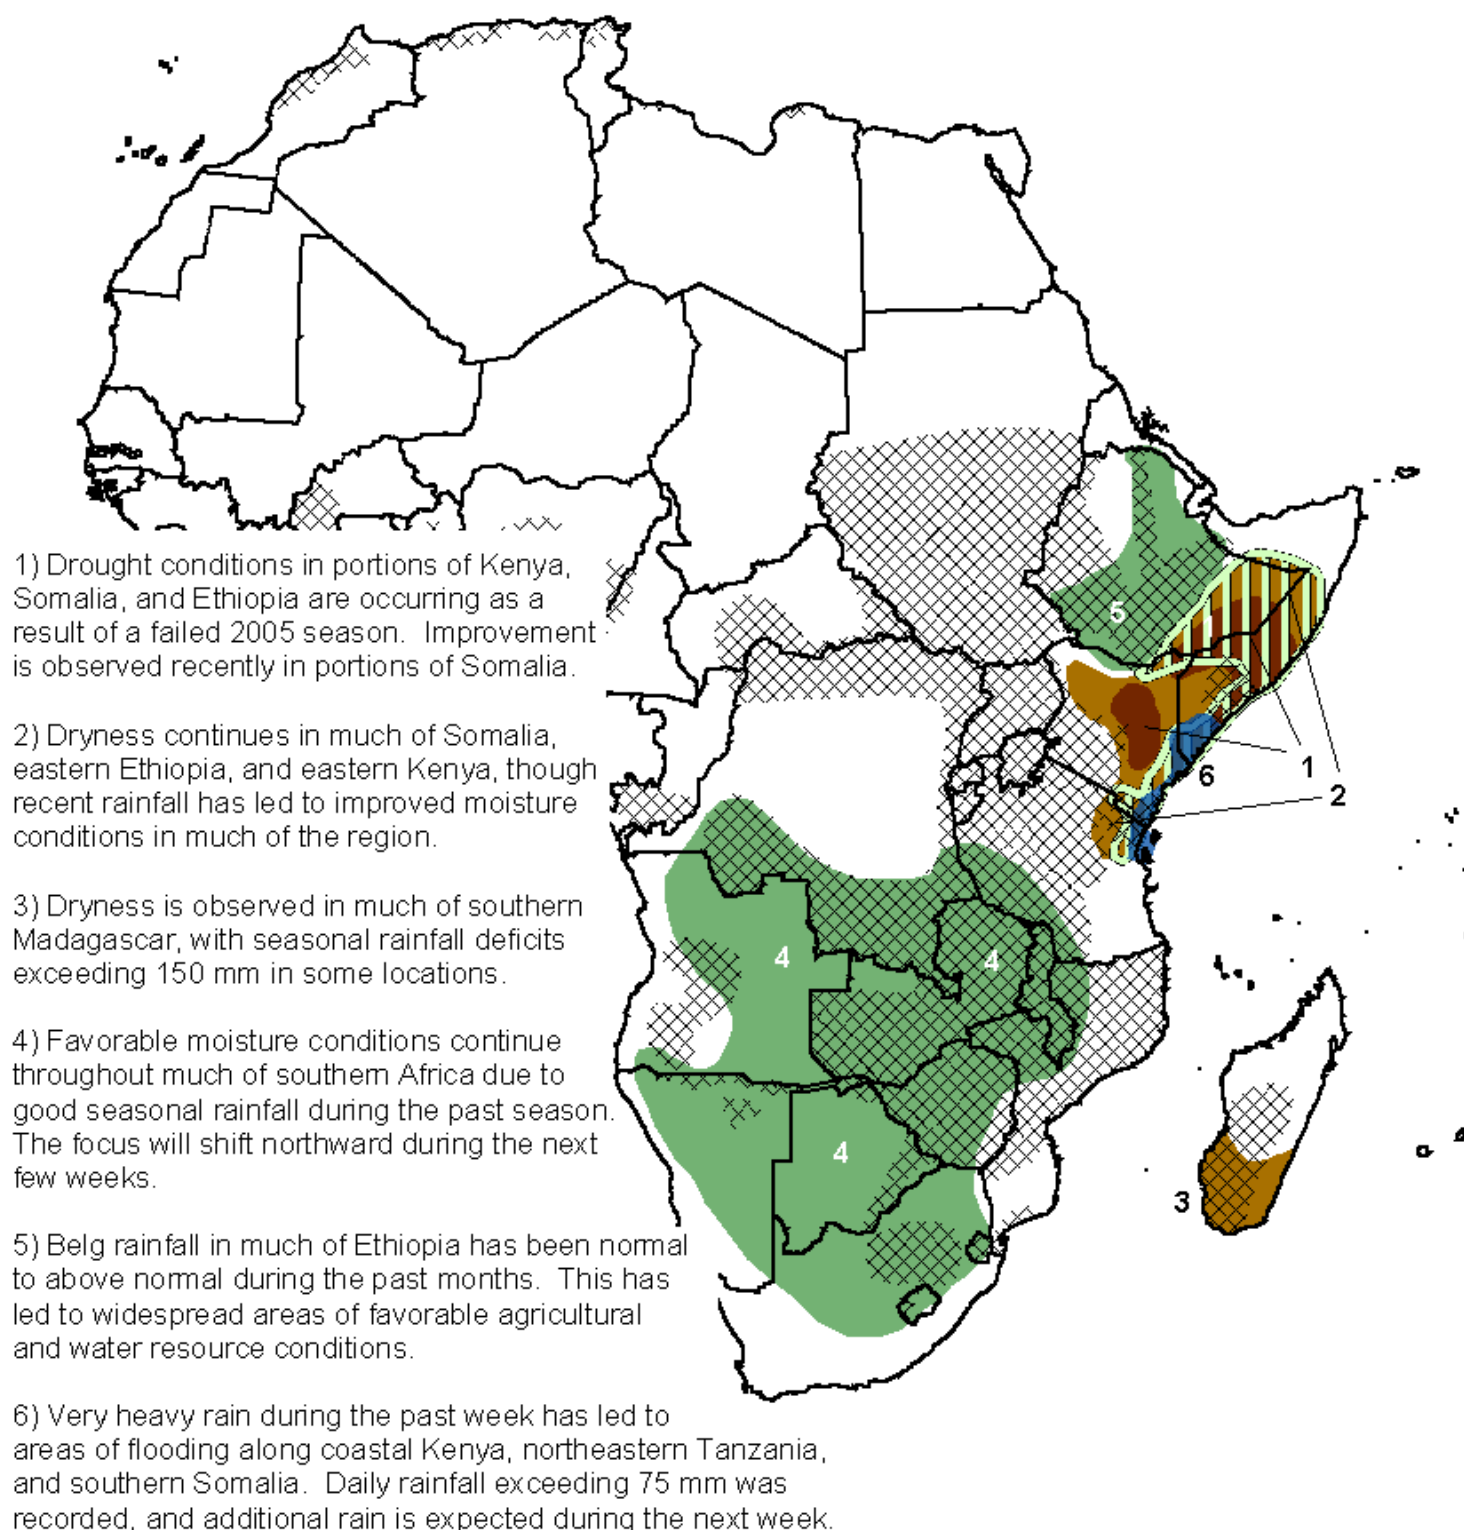 1) Drought conditions in portions of Kenya,
Somalia, and Ethiopia are occurring as a
result of a failed 2005 season.  Improvement
is observed recently in portions of Somalia.
2) Dryness continues in much of Somalia,
eastern Ethiopia, and eastern Kenya, though
recent rainfall has led to improved moisture
conditions in much of the region.
3) Dryness is observed in much of southern
Madagascar, with seasonal rainfall deficits
exceeding 150 mm in some locations.
4) Favorable moisture conditions continue
throughout much of southern Africa due to
good seasonal rainfall during the past season.
The focus will shift northward during the next
few weeks.
5) Belg rainfall in much of Ethiopia has been normal
to above normal during the past months.  This has
led to widespread areas of favorable agricultural
and water resource conditions.
6) Very heavy rain during the past week has led to
areas of flooding along coastal Kenya, northeastern Tanzania,
and southern Somalia.  Daily rainfall exceeding 75 mm was
recorded, and additional rain is expected during the next week.
5
1
1
6
2
4
4
4
3